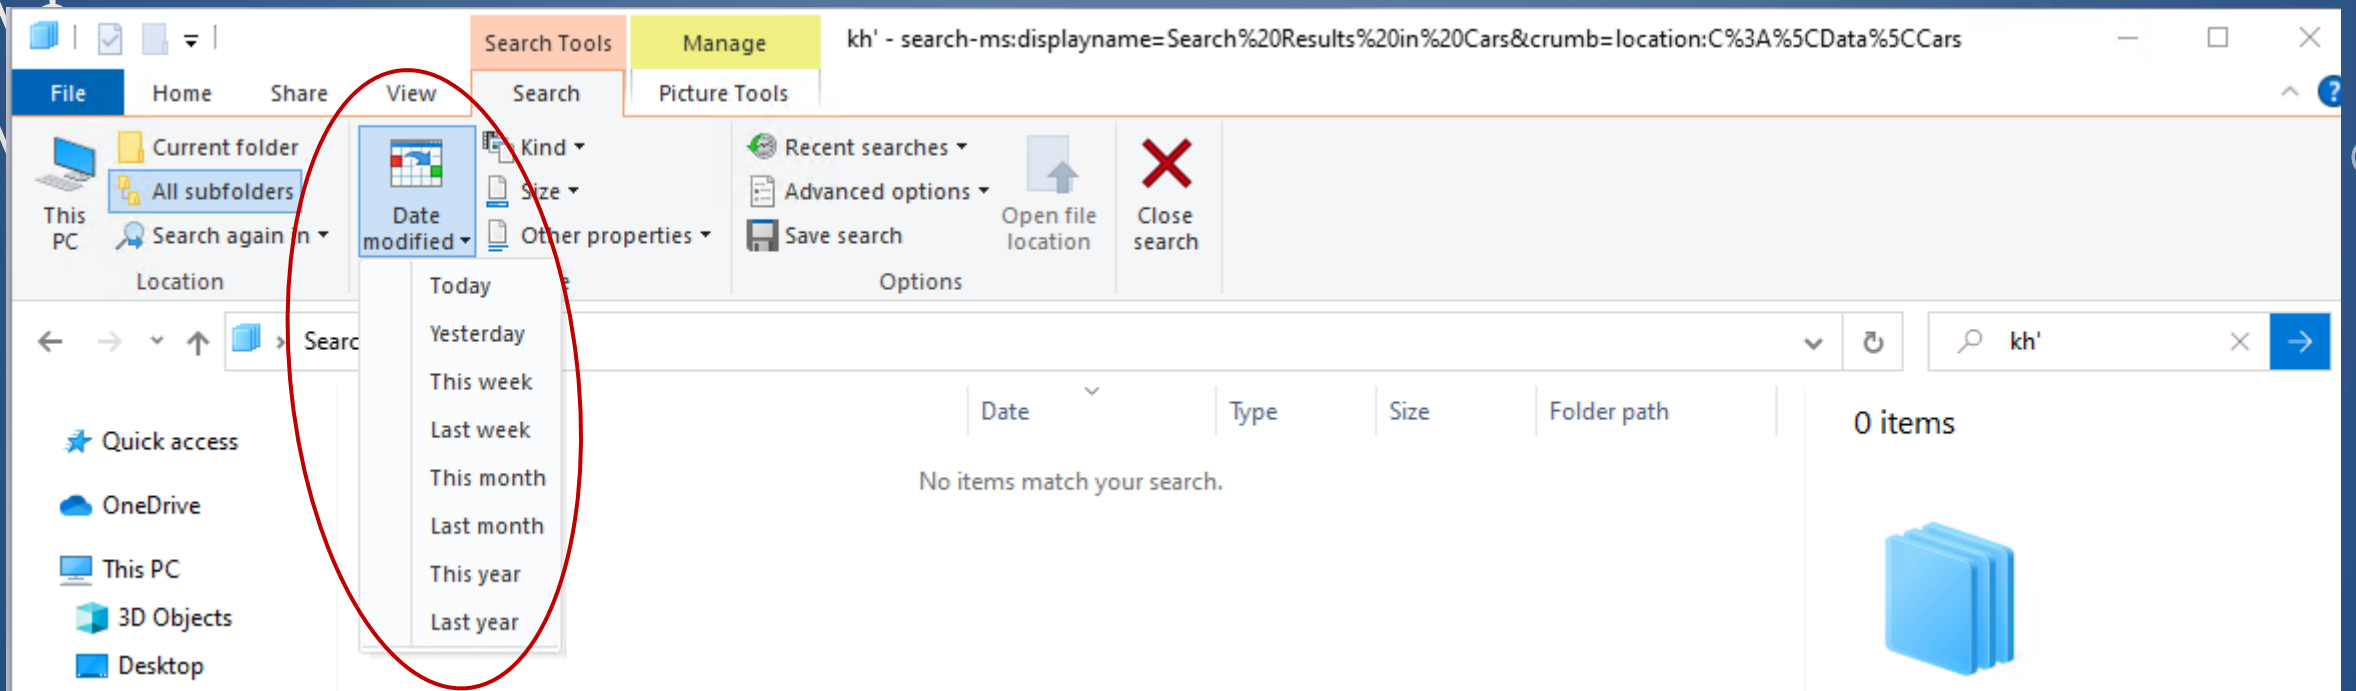 Search Tools
Manage
kh' - search-ms:displayname=Search%20Results%20in%20Cars&crumb=location:C%3A%5CData%5CCars
File Home Share View Search Picture Tools
This PC
Current folder
All subfolders
Search again in
Location
Date modified
Kind
Size
Other properties
Today
Yesterday
This week
Last week
This month
Last month
This year
Last year
Recent searches
Advanced options
Save search
Open file location
Options
Close search
kh'
Quick access
OneDrive
This PC
3D Objects
Desktop
Date Type Size Folder path
No items match your search.
0 items